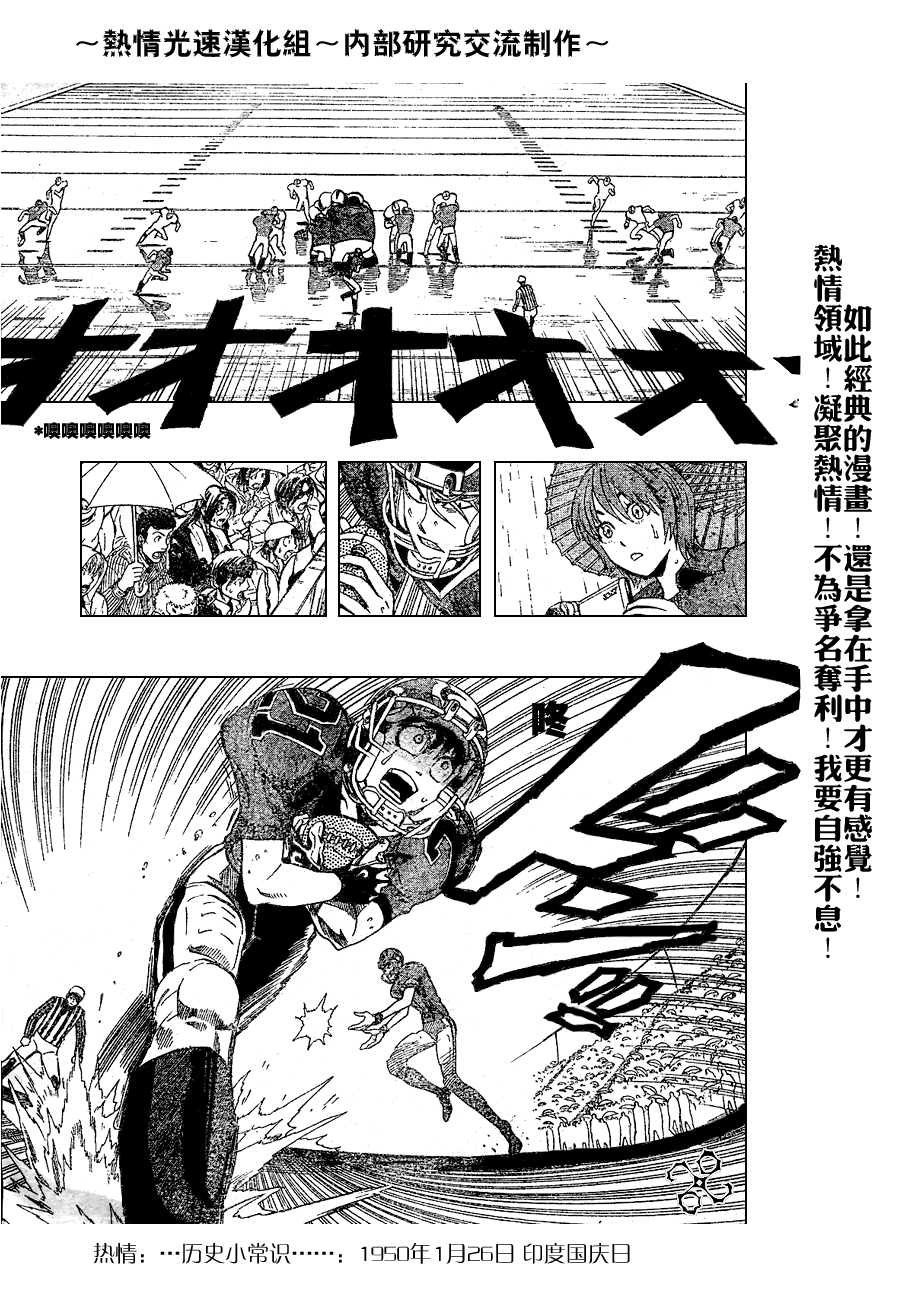 ～熱情光速漢化組～内部研究交流制作～
如此經典的漫畫！還是拿在手中才更有感覺！
熱情領域！凝聚熱情！不為爭名奪利！我要自強不息！
オオオオオオ
*噢噢噢噢噢噢噢
咚
热情：…历史小常识……：1950年1月26日 印度国庆日